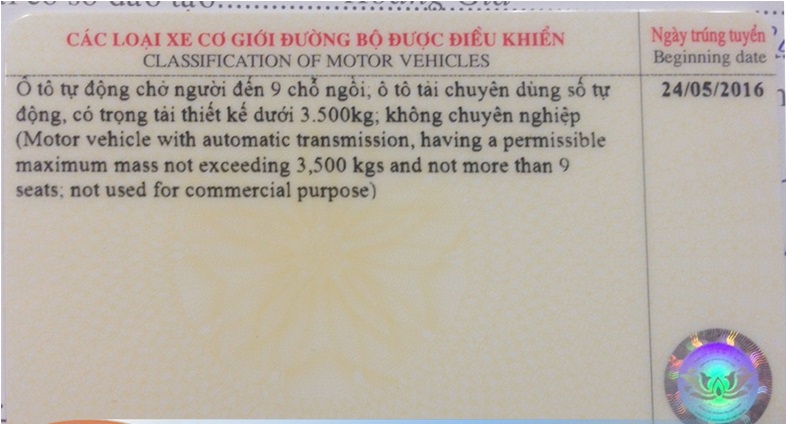 CÁC LOẠI XE CƠ GIỚI ĐƯỜNG BỘ ĐƯỢC ĐIỀU KHIỂN
CLASSIFICATION OF MOTOR VEHICLES
Ngày trúng tuyển
Beginning date
Ô tô tự động chở người đến 9 chỗ ngồi; ô tô tải chuyên dùng số tự
động, có trọng tải thiết kế dưới 3.500kg; không chuyên nghiệp
(Motor vehicle with automatic transmission, having a permissible
maximum mass not exceeding 3,500 kgs and not more than 9
seats; not used for commercial purpose)
24/05/2016